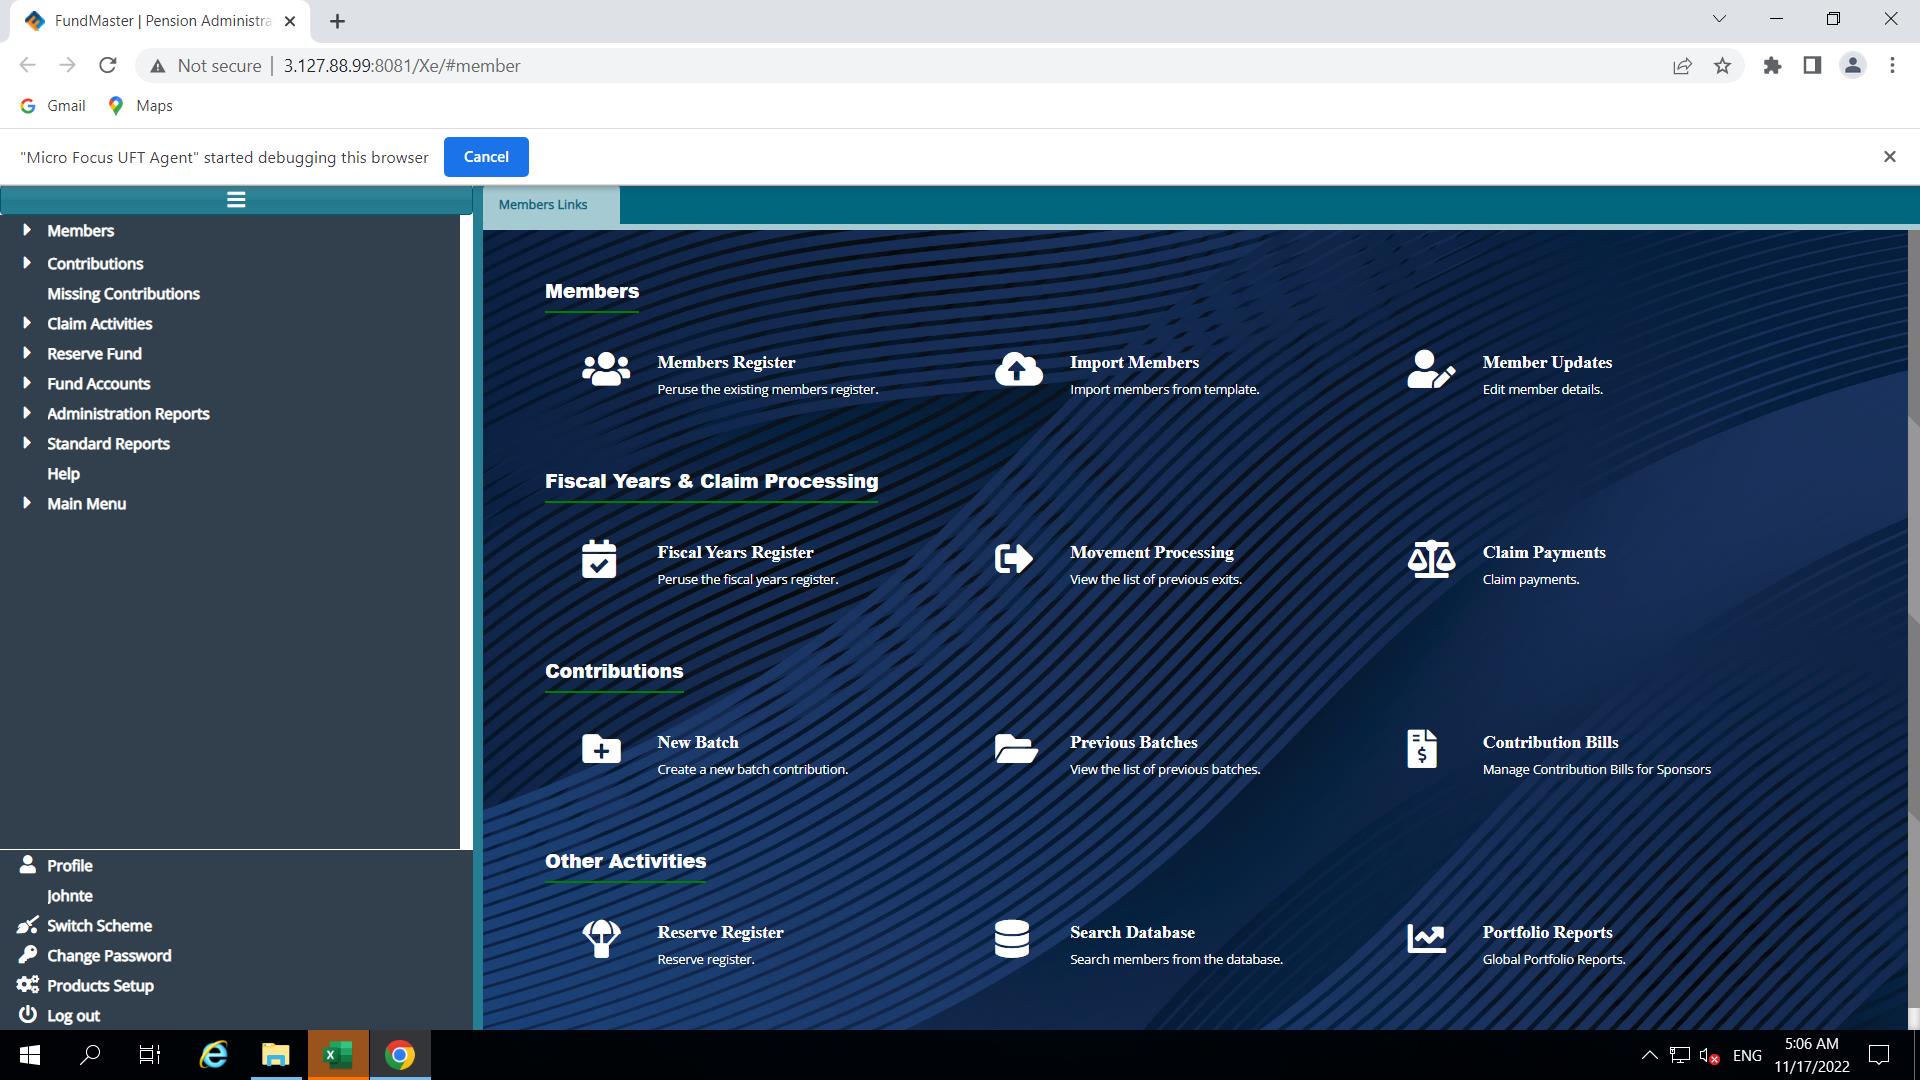 FundMaster | Pension Administra
Not secure | 3.127.88.99:8081/Xe/#member
Gmail
Maps
"Micro Focus UFT Agent" started debugging this browser
Cancel
Members Links
Members
Contributions
Missing Contributions
Claim Activities
Reserve Fund
Fund Accounts
Administration Reports
Standard Reports
Help
Main Menu
Profile
Johnte
Switch Scheme
Change Password
Products Setup
Log out
Members
Members Register
Peruse the existing members register.
Import Members
Import members from template.
Member Updates
Edit member details.
Fiscal Years & Claim Processing
Fiscal Years Register
Peruse the fiscal years register.
Movement Processing
View the list of previous exits.
Claim Payments
Claim payments.
Contributions
New Batch
Create a new batch contribution.
Previous Batches
View the list of previous batches.
Contribution Bills
Manage Contribution Bills for Sponsors
Other Activities
Reserve Register
Reserve register.
Search Database
Search members from the database.
Portfolio Reports
Global Portfolio Reports.
ENG
5:06 AM
11/17/2022